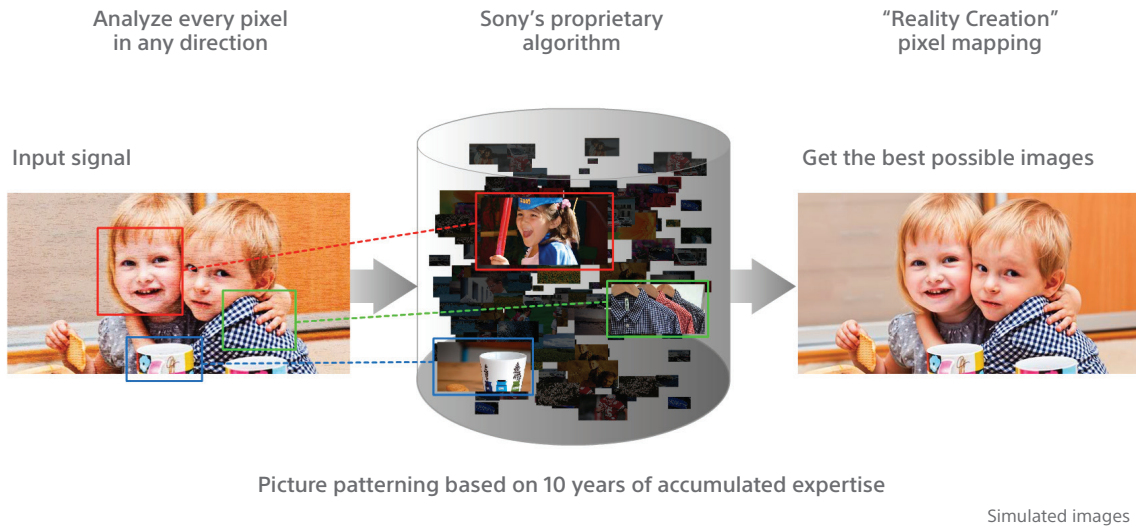 Analyze every pixel
in any direction
Sony’s proprietary
algorithm
“Reality Creation”
pixel mapping
Input signal
Get the best possible images
Picture patterning based on 10 years of accumulated expertise
Simulated images